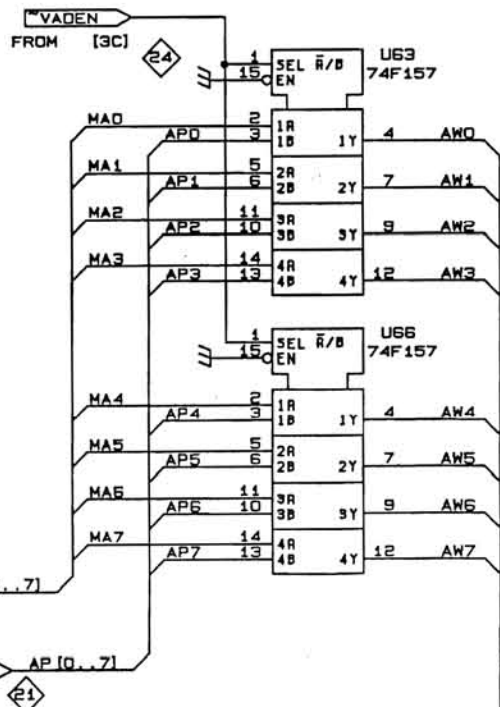 ~VADEN
FROM [3C]
24
1 SEL A̅/B U63
15 EN 74F157
MA0 2 1A
AP0 3 1B 1Y 4 AW0
MA1 5 2A
AP1 6 2B 2Y 7 AW1
MA2 11 3A
AP2 10 3B 3Y 9 AW2
MA3 14 4A
AP3 13 4B 4Y 12 AW3
1 SEL A̅/B U66
15 EN 74F157
MA4 2 1A
AP4 3 1B 1Y 4 AW4
MA5 5 2A
AP5 6 2B 2Y 7 AW5
MA6 11 3A
AP6 10 3B 3Y 9 AW6
MA7 14 4A
AP7 13 4B 4Y 12 AW7
..7]
AP [0..7]
21